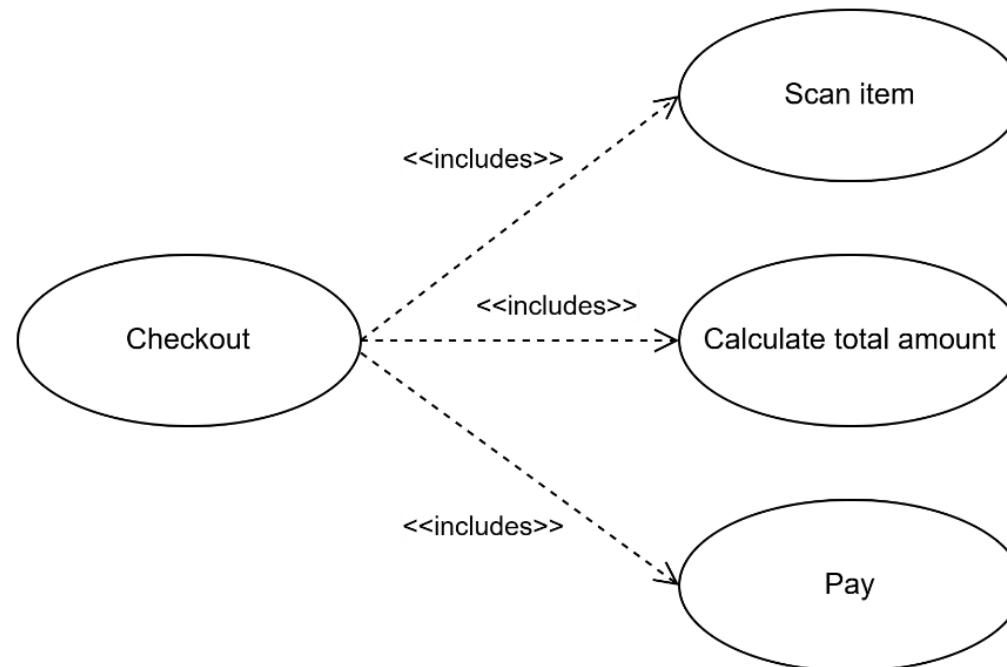 Scan item
<<includes>>
<<includes>>
Checkout
Calculate total amount
<<includes>>
Pay